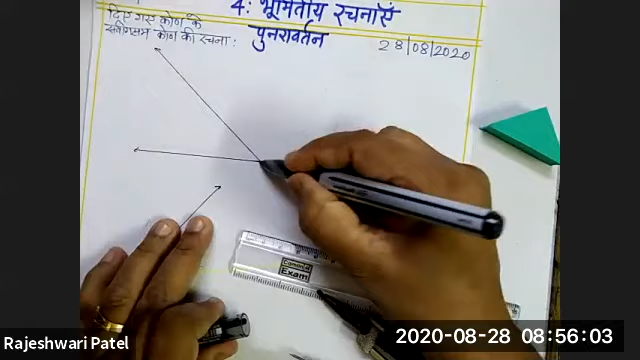 4: भूमितीय रचनाएँ
दिए गए कोण के
सर्वांगसम कोण की रचना :
पुनरावर्तन
28/08/2020
Camel
Exam
Rajeshwari Patel
2020-08-28 08:56:03